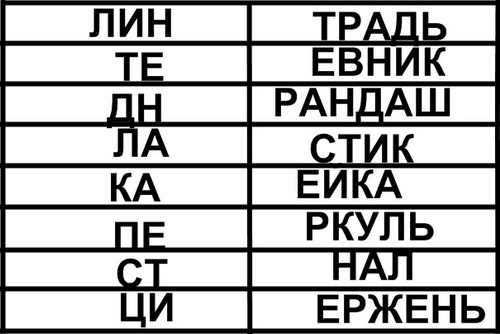 ЛИН ТРАДЬ
ТЕ ЕВНИК
ДН РАНДАШ
ЛА СТИК
КА ЕЙКА
ПЕ РКУЛЬ
СТ НАЛ
ЦИ ЕРЖЕНЬ